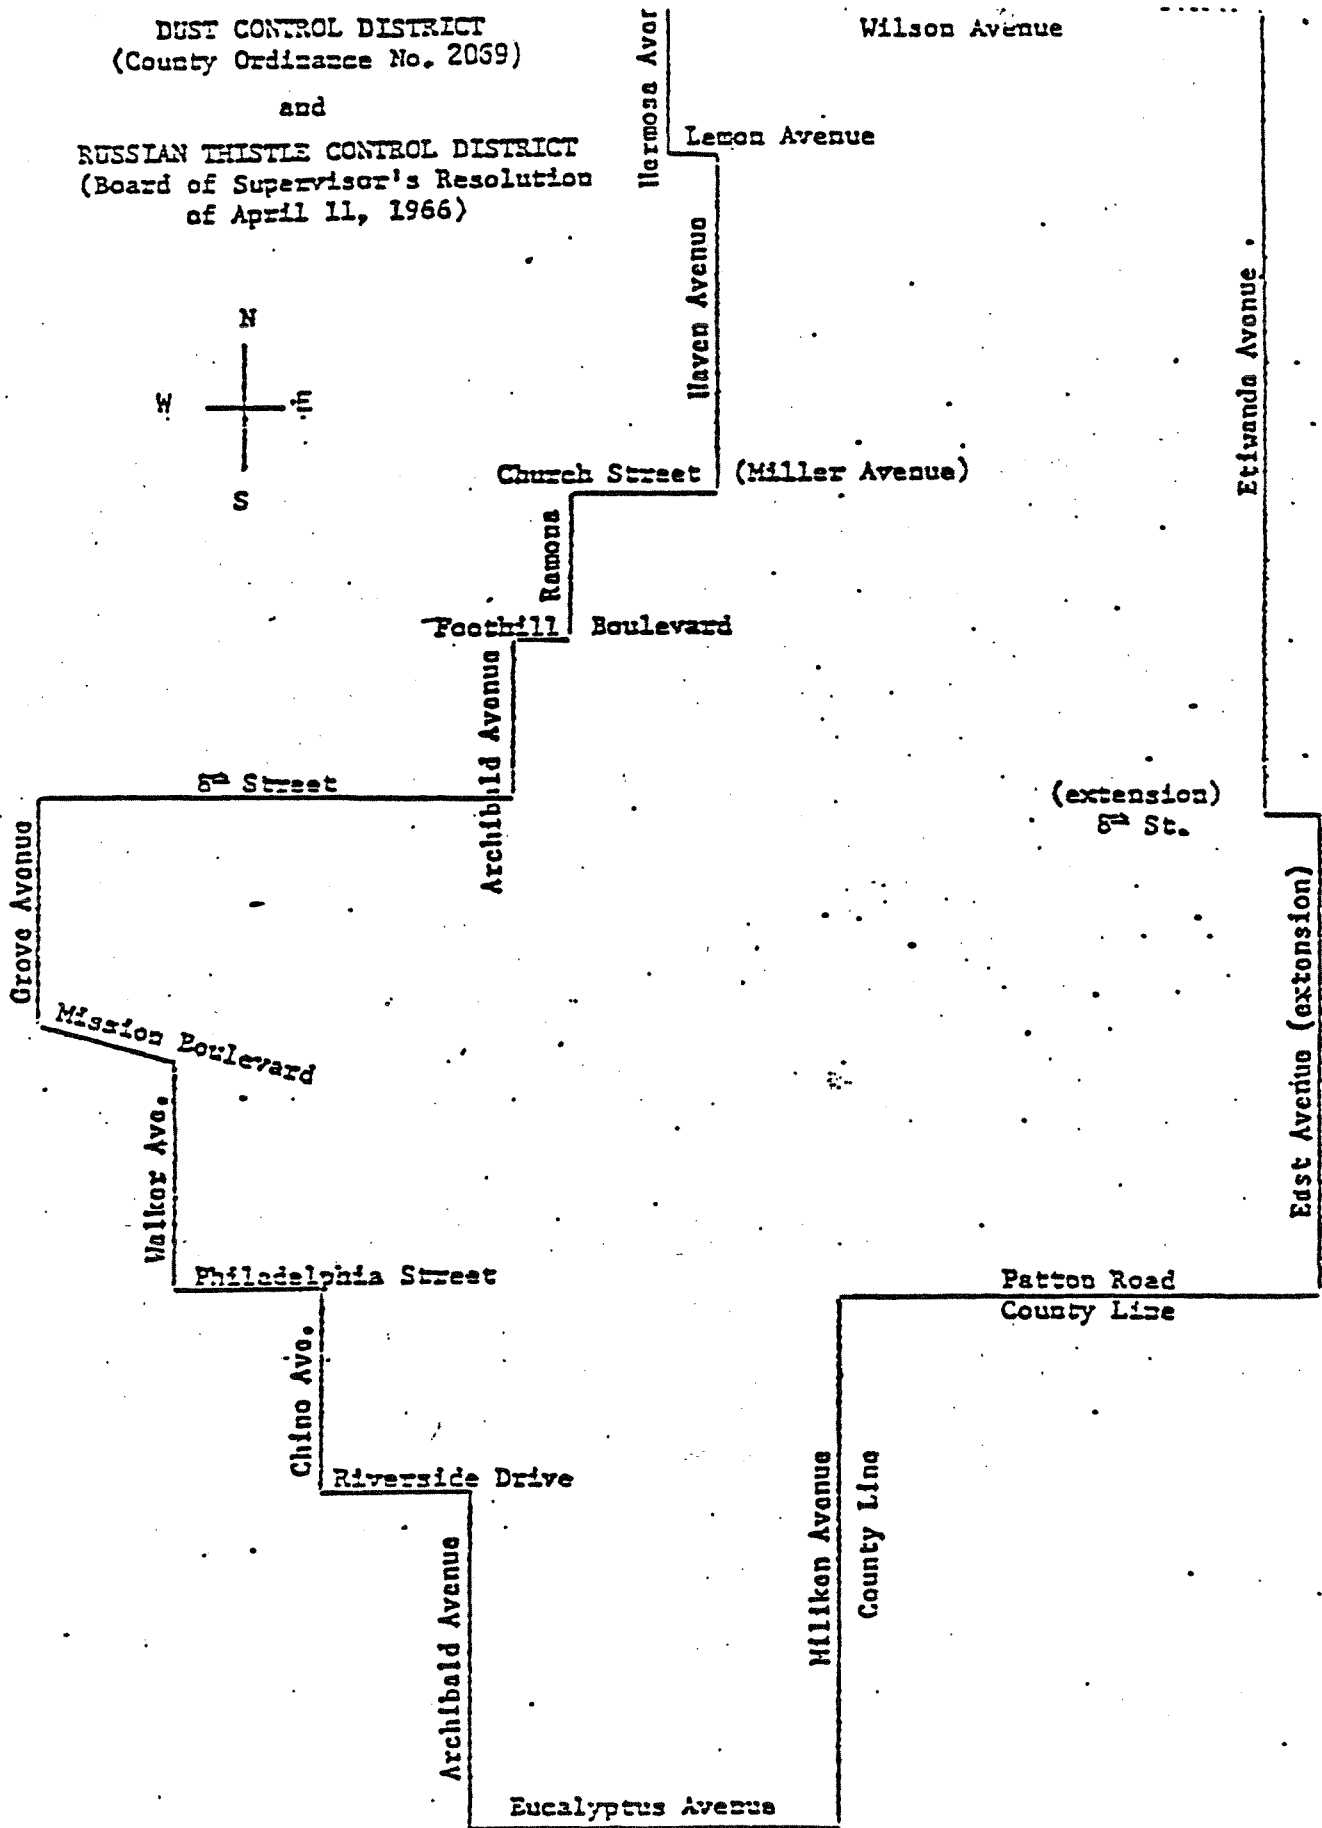 DUST CONTROL DISTRICT
(County Ordinance No. 2069)
and
RUSSIAN THISTLE CONTROL DISTRICT
(Board of Supervisor's Resolution
of April 11, 1966)
Wilson Avenue
Hermosa
Lemon Avenue
Haven Avenue
Etiwanda Avenue
N
W
E
S
Church Street (Miller Avenue)
Ramona
Foothill Boulevard
Archibald Avenue
8th Street
(extension)
8th St.
Grove Avenue
East Avenue (extension)
Mission Boulevard
Walker Ave.
Philadelphia Street
Patton Road
County Line
Chino Ave.
Riverside Drive
Milikon Avenue
County Line
Archibald Avenue
Eucalyptus Avenue